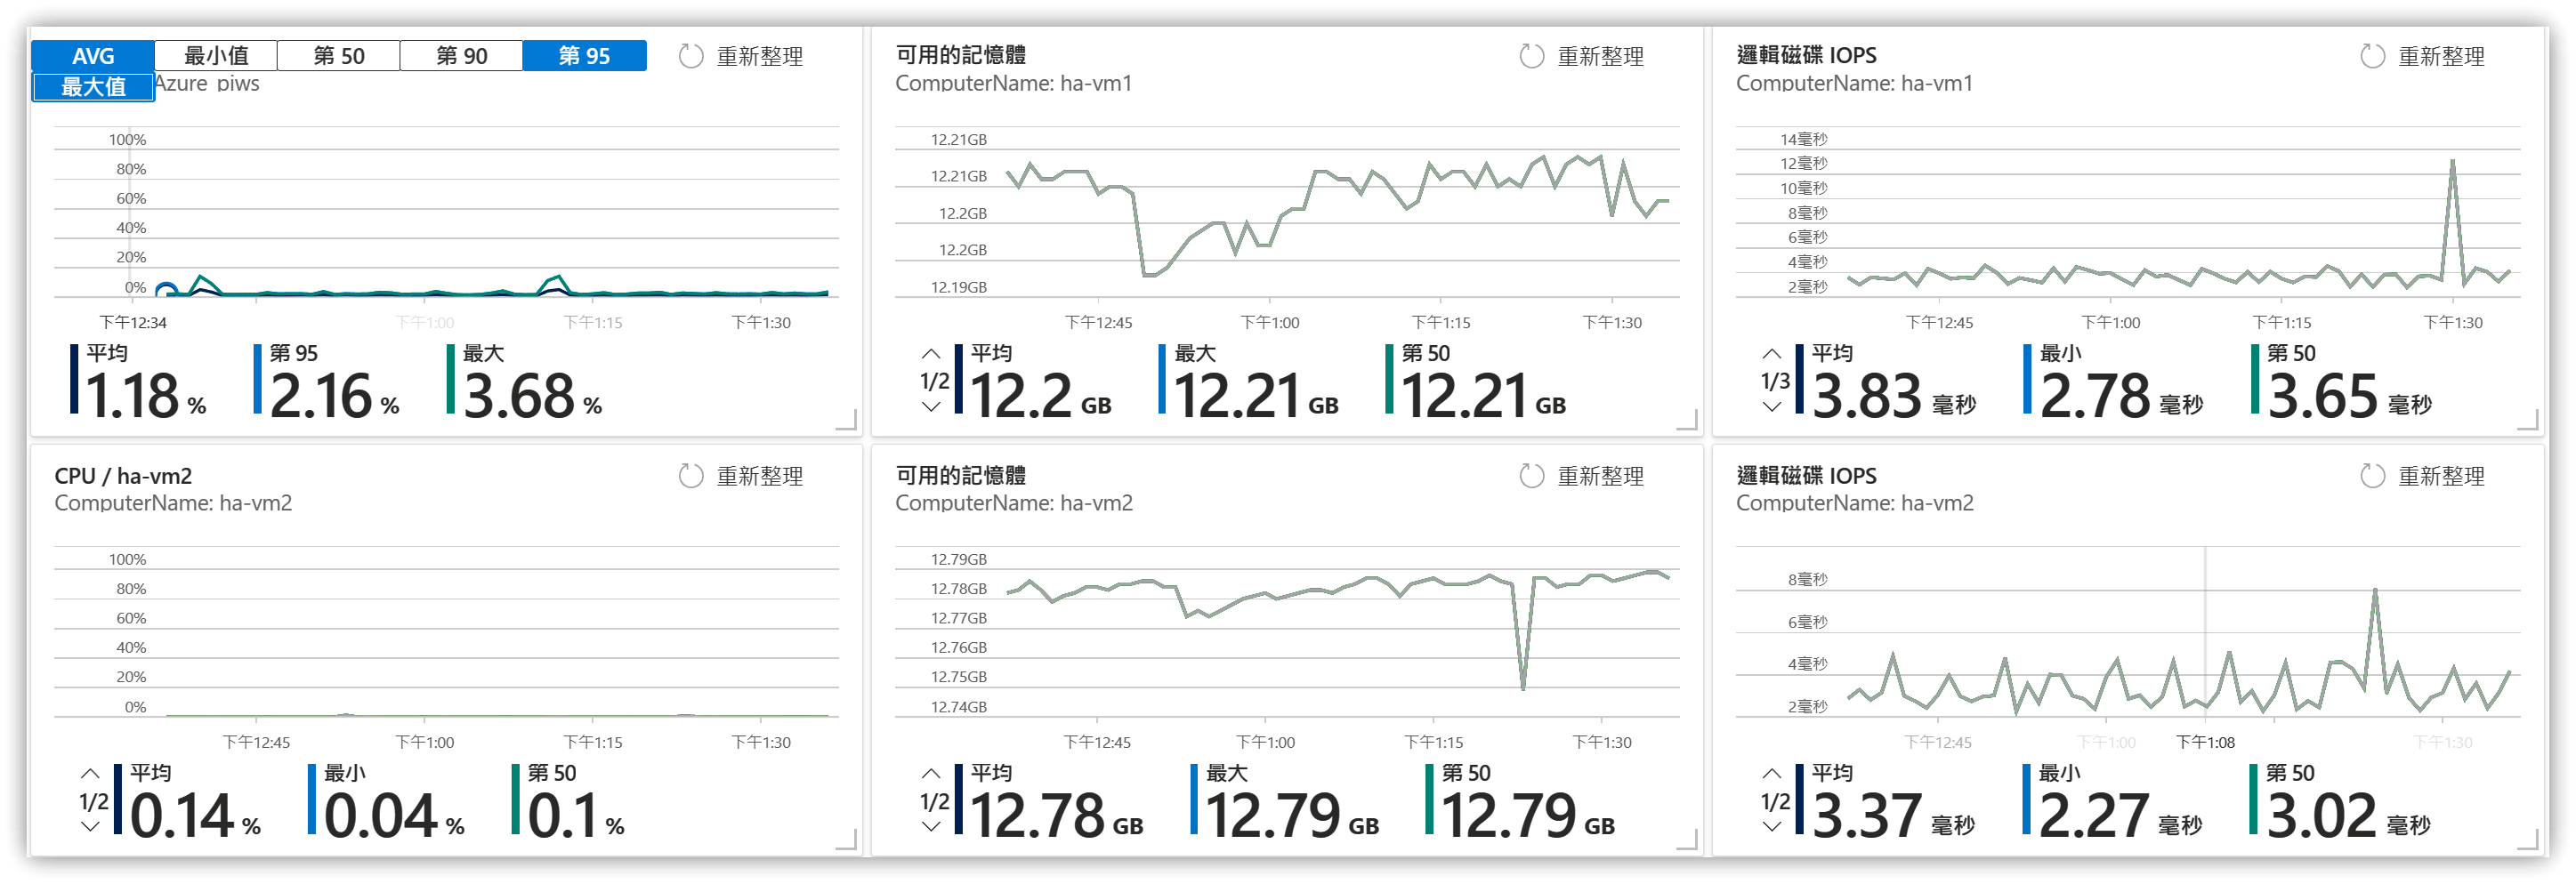 AVG 最小值 第 50 第 90 第 95 重新整理
最大值 Azure_piws
100%
80%
60%
40%
20%
0%
下午12:34 下午1:00 下午1:15 下午1:30
平均 第 95 最大
1.18 % 2.16 % 3.68 %
可用的記憶體 重新整理
ComputerName: ha-vm1
12.21GB
12.21GB
12.2GB
12.2GB
12.19GB
下午12:45 下午1:00 下午1:15 下午1:30
平均 最大 第 50
1/2 12.2 GB 12.21 GB 12.21 GB
邏輯磁碟 IOPS 重新整理
ComputerName: ha-vm1
14毫秒
12毫秒
10毫秒
8毫秒
6毫秒
4毫秒
2毫秒
下午12:45 下午1:00 下午1:15 下午1:30
平均 最小 第 50
1/3 3.83 毫秒 2.78 毫秒 3.65 毫秒
CPU / ha-vm2 重新整理
ComputerName: ha-vm2
100%
80%
60%
40%
20%
0%
下午12:45 下午1:00 下午1:15 下午1:30
平均 最小 第 50
1/2 0.14 % 0.04 % 0.1 %
可用的記憶體 重新整理
ComputerName: ha-vm2
12.79GB
12.78GB
12.77GB
12.76GB
12.75GB
12.74GB
下午12:45 下午1:00 下午1:15 下午1:30
平均 最大 第 50
1/2 12.78 GB 12.79 GB 12.79 GB
邏輯磁碟 IOPS 重新整理
ComputerName: ha-vm2
8毫秒
6毫秒
4毫秒
2毫秒
下午12:45 下午1:00 下午1:08 下午1:30
平均 最小 第 50
1/2 3.37 毫秒 2.27 毫秒 3.02 毫秒